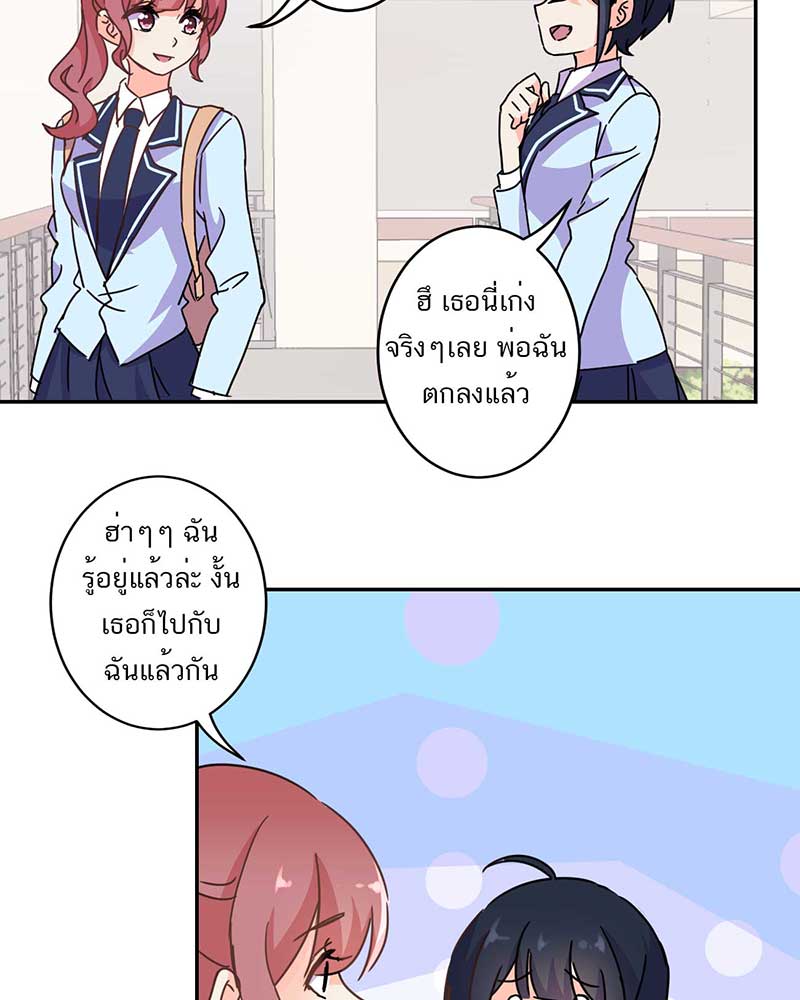 ฮึ เธอนี่เก่ง
จริงๆเลย พ่อฉัน
ตกลงแล้ว
ฮ่าๆๆ ฉัน
รู้อยู่แล้วล่ะ งั้น
เธอก็ไปกับ
ฉันแล้วกัน